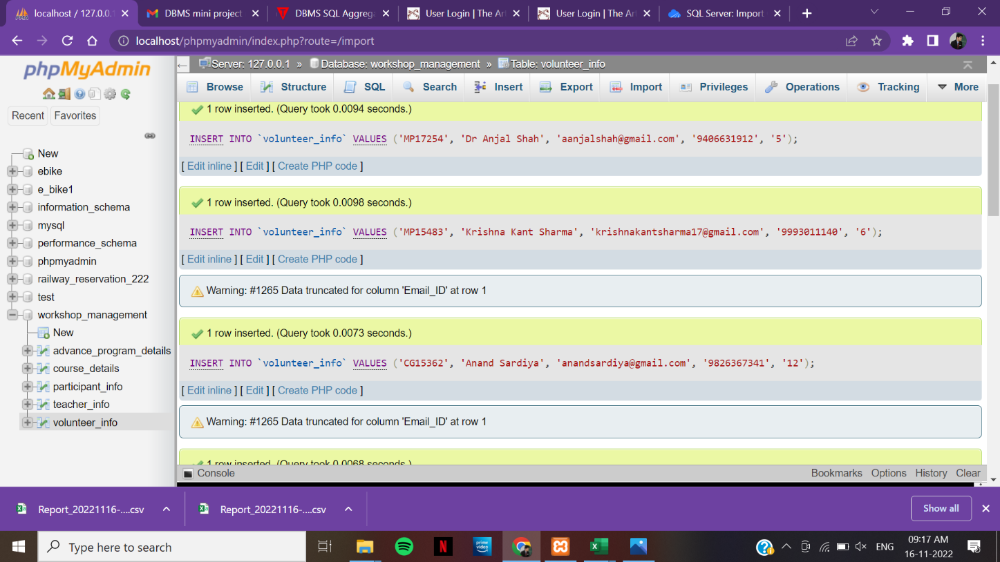 localhost / 127.0.0.1
DBMS mini project
DBMS SQL Aggreg
User Login | The Art
User Login | The Art
SQL Server: Import
localhost/phpmyadmin/index.php?route=/import
phpMyAdmin
Recent
Favorites
New
ebike
e_bike1
information_schema
mysql
performance_schema
phpmyadmin
railway_reservation_222
test
workshop_management
New
advance_program_details
course_details
participant_info
teacher_info
volunteer_info
Server: 127.0.0.1 » Database: workshop_management » Table: volunteer_info
Browse Structure SQL Search Insert Export Import Privileges Operations Tracking More
1 row inserted. (Query took 0.0094 seconds.)
INSERT INTO `volunteer_info` VALUES ('MP17254', 'Dr Anjal Shah', 'aanjalshah@gmail.com', '9406631912', '5');
[ Edit inline ] [ Edit ] [ Create PHP code ]
1 row inserted. (Query took 0.0098 seconds.)
INSERT INTO `volunteer_info` VALUES ('MP15483', 'Krishna Kant Sharma', 'krishnakantsharma17@gmail.com', '9993011140', '6');
[ Edit inline ] [ Edit ] [ Create PHP code ]
Warning: #1265 Data truncated for column 'Email_ID' at row 1
1 row inserted. (Query took 0.0073 seconds.)
INSERT INTO `volunteer_info` VALUES ('CG15362', 'Anand Sardiya', 'anandsardiya@gmail.com', '9826367341', '12');
[ Edit inline ] [ Edit ] [ Create PHP code ]
Warning: #1265 Data truncated for column 'Email_ID' at row 1
1 row inserted. (Query took 0.0068 seconds.)
Console
Bookmarks Options History Clear
Report_20221116-....csv
Report_20221116-....csv
Show all
Type here to search
N
prime video
ENG
09:17 AM
16-11-2022